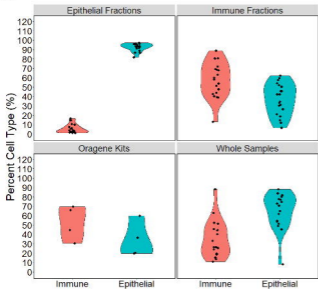 Epithelial Fractions
Immune Fractions
120
110
100
90
80
70
60
50
40
30
20
10
0
Oragene Kits
Whole Samples
120
110
100
90
80
70
60
50
40
30
20
10
0
Percent Cell Type (%)
Immune
Epithelial
Immune
Epithelial